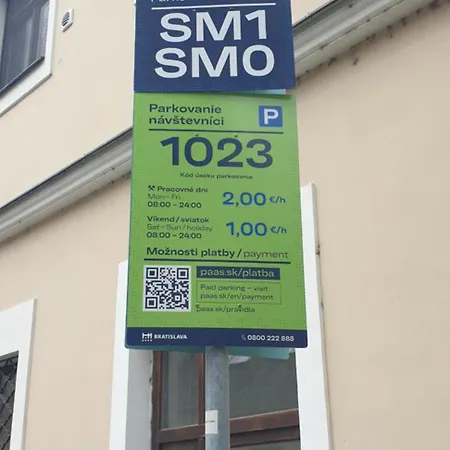 SM1
SM0
Parkovanie
návštevníci
P
1023
Kód úseku parkovania
Pracovné dni
Mon – Fri
08:00 – 24:00
2,00 €/h
Víkend / sviatok
Sat – Sun / holiday
08:00 – 24:00
1,00 €/h
Možnosti platby / payment
paas.sk/platba
Paid parking – visit
paas.sk/en/payment
paas.sk/pravidla
BRATISLAVA
0800 222 888